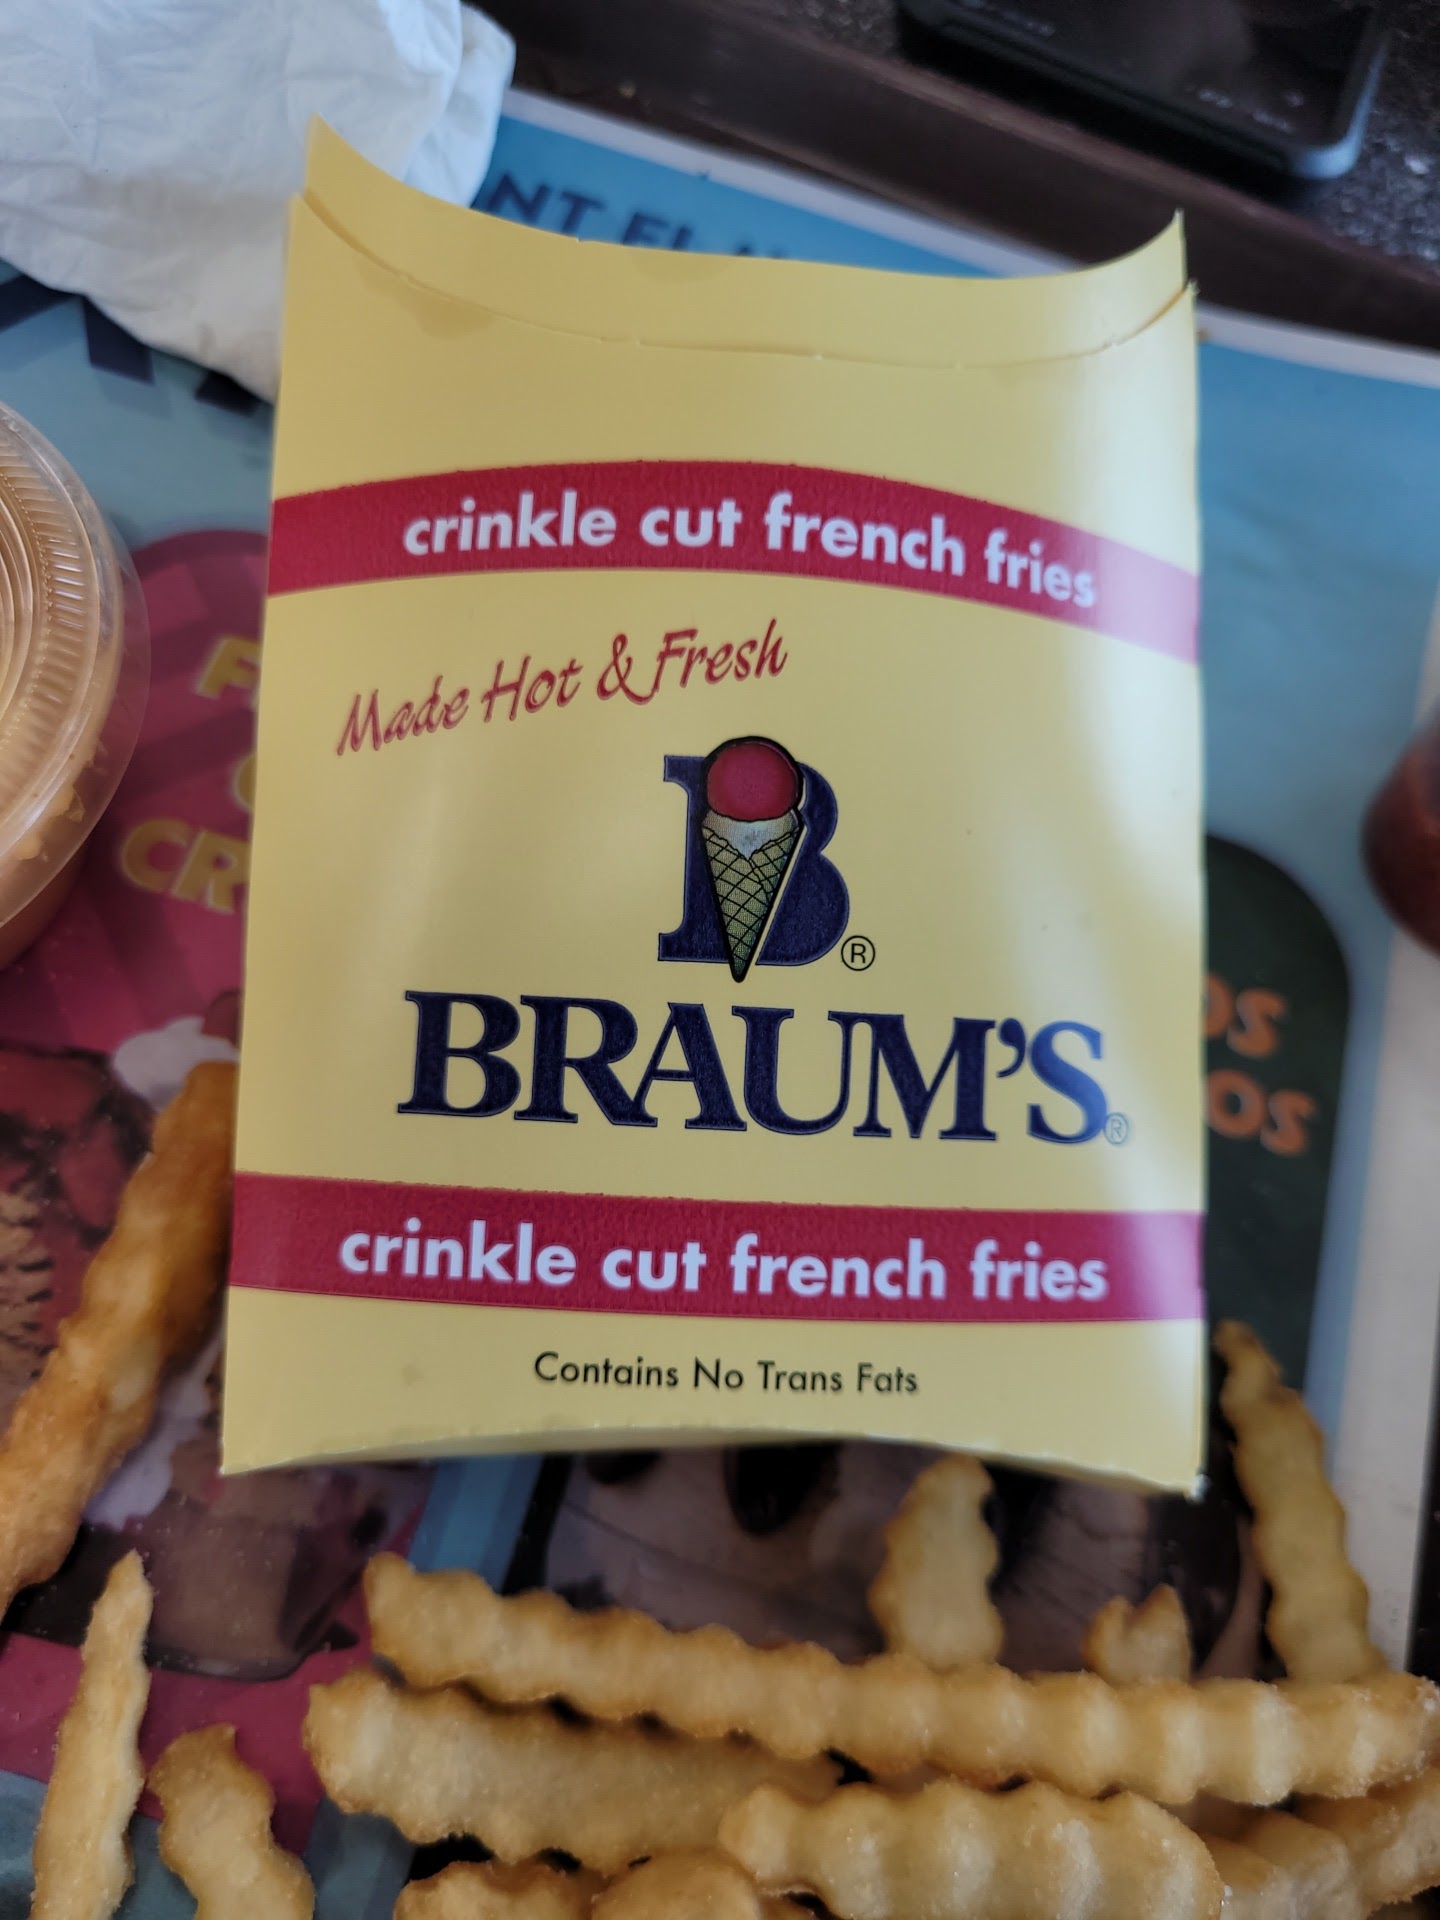 crinkle cut french fries
Made Hot & Fresh
B®
BRAUM'S®
crinkle cut french fries
Contains No Trans Fats